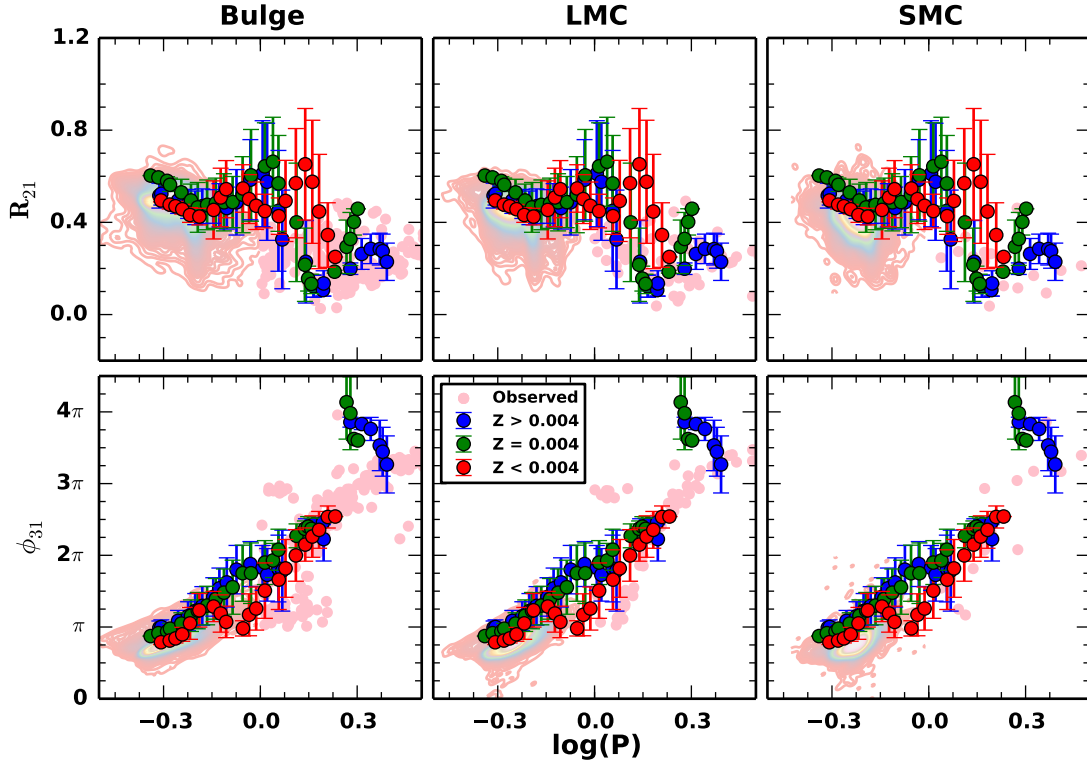 Bulge LMC SMC
1.2
0.8
0.4
0.0
R₂₁
4π
3π
2π
π
0
ϕ₃₁
Observed
Z > 0.004
Z = 0.004
Z < 0.004
−0.3 0.0 0.3 −0.3 0.0 0.3 −0.3 0.0 0.3
log(P)